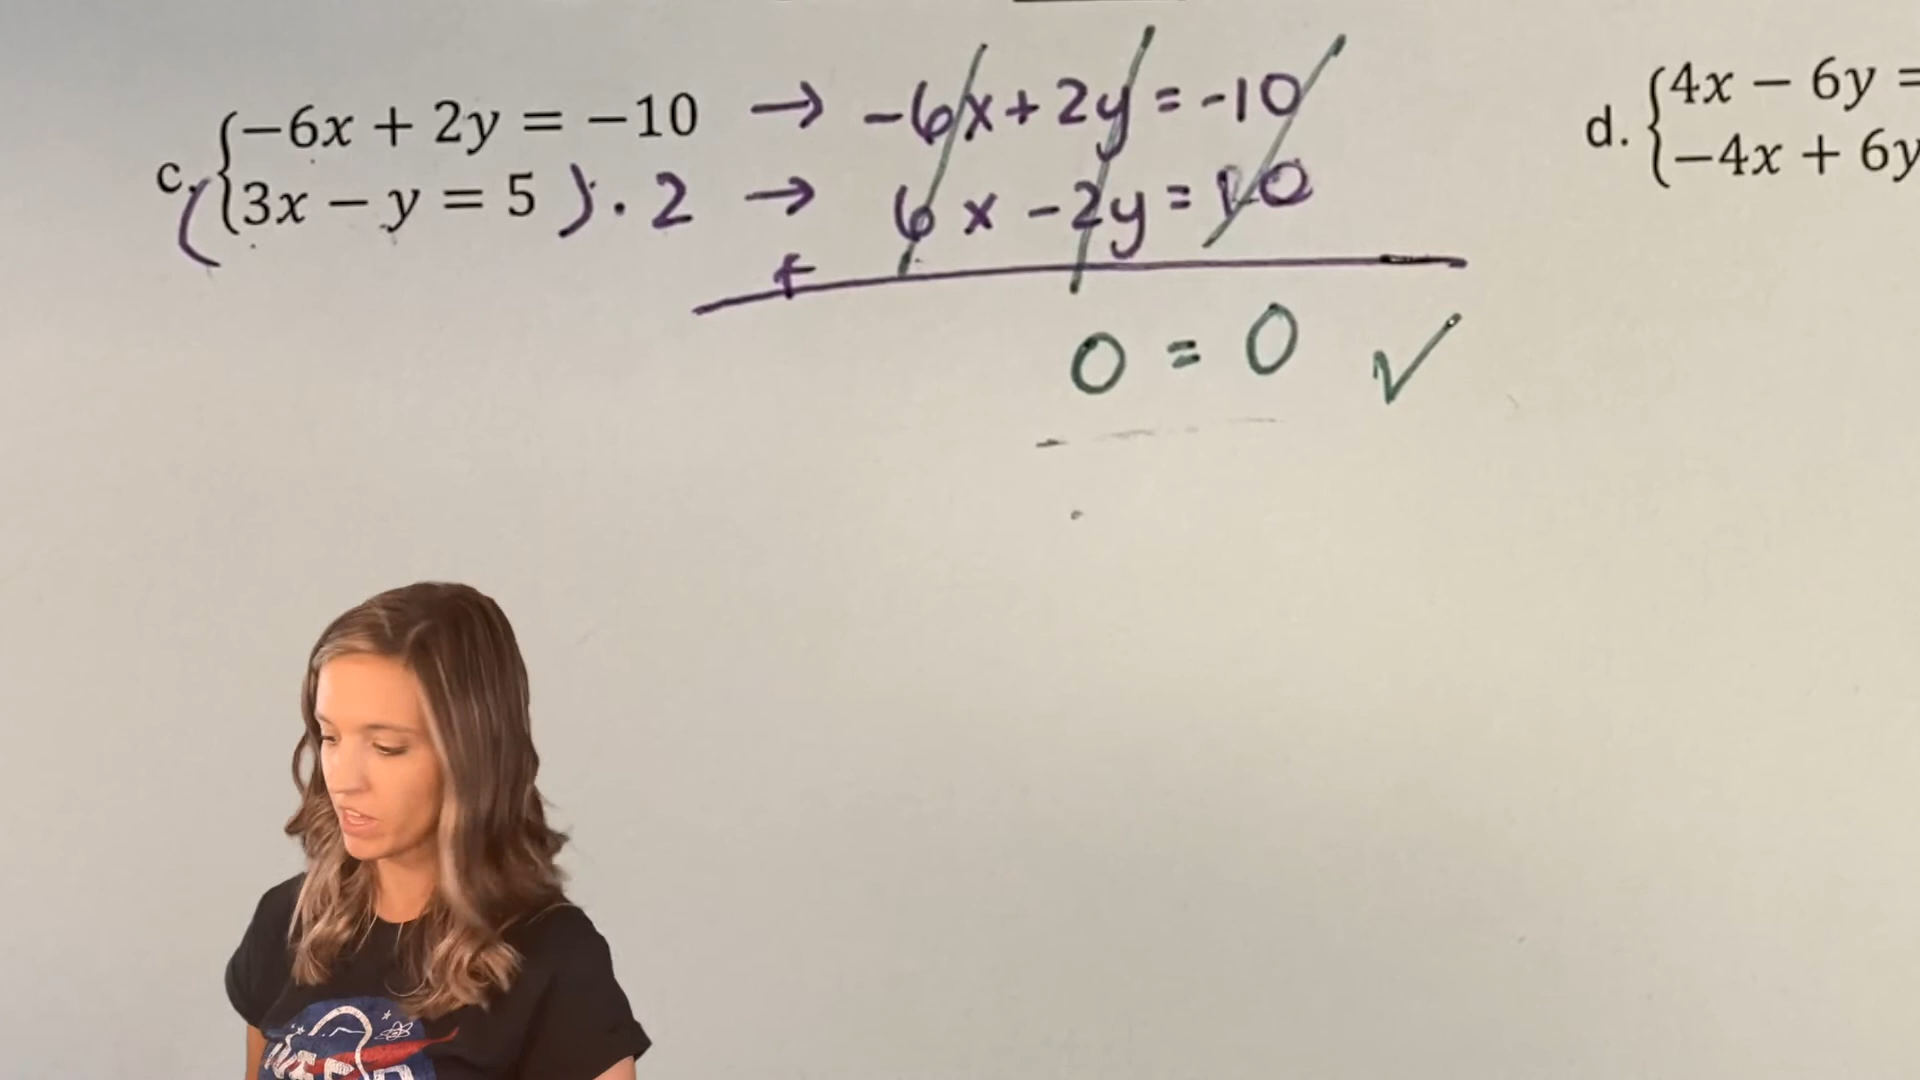 c. {−6x + 2y = −10 → -6x + 2y = -10
({3x − y = 5) · 2 → 6x - 2y = 10
+
0 = 0 ✓
d. {4x − 6y =
{−4x + 6y